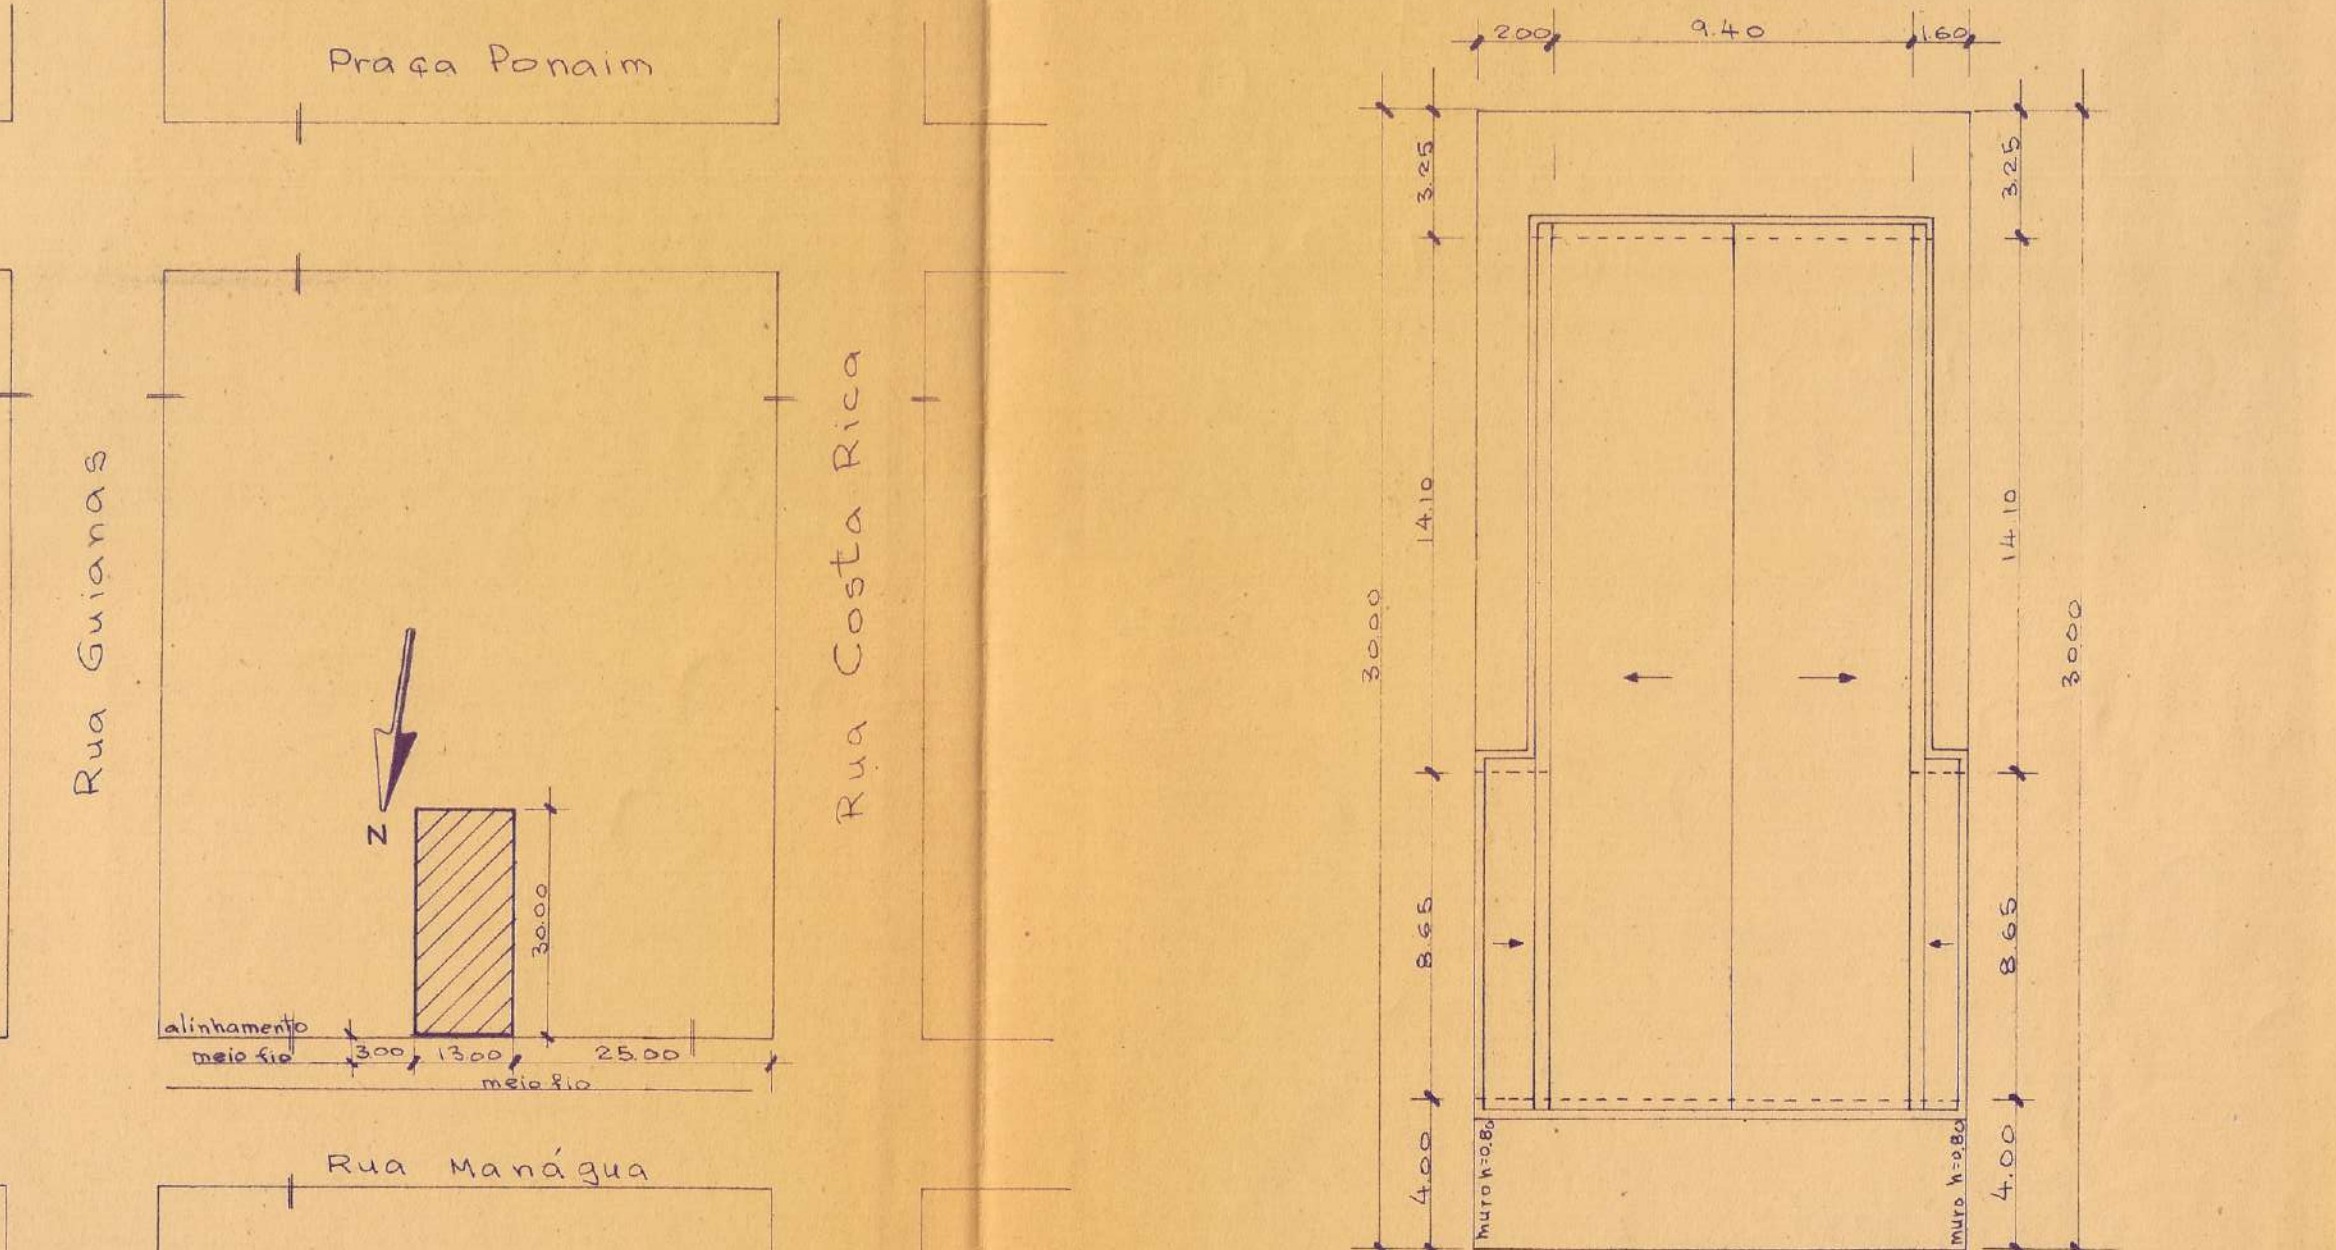 Praça Ponaim
Rua Guianas
Rua Costa Rica
N
30.00
alinhamento
meio fio
3.00
13.00
25.00
meio fio
Rua Manágua
2.00
9.40
1.60
3.25
3.25
14.10
14.10
30.00
30.00
8.65
8.65
4.00
muro h=0.80
muro h=0.80
4.00